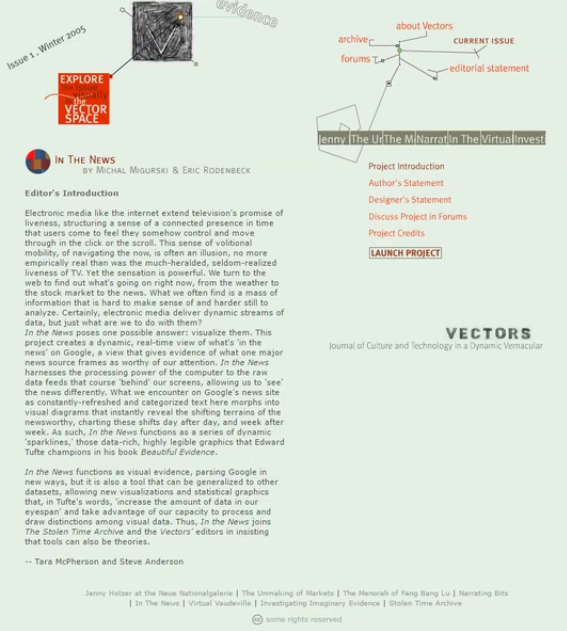 evidence
Issue 1 . Winter 2005
V
EXPLORE
the issue
visually
in the
VECTOR
SPACE
about Vectors
archive
CURRENT ISSUE
forums
editorial statement
Jenny The Ur The M Narrat In The Virtual Invest
IN THE NEWS
BY MICHAL MIGURSKI & ERIC RODENBECK
Project Introduction
Author's Statement
Designer's Statement
Discuss Project in Forums
Project Credits
LAUNCH PROJECT
Editor's Introduction
Electronic media like the internet extend television's promise of
liveness, structuring a sense of a connected presence in time
that users come to feel they somehow control and move
through in the click or the scroll. This sense of volitional
mobility, of navigating the now, is often an illusion, no more
empirically real than was the much-heralded, seldom-realized
liveness of TV. Yet the sensation is powerful. We turn to the
web to find out what's going on right now, from the weather to
the stock market to the news. What we often find is a mass of
information that is hard to make sense of and harder still to
analyze. Certainly, electronic media deliver dynamic streams of
data, but just what are we to do with them?
In the News poses one possible answer: visualize them. This
project creates a dynamic, real-time view of what's 'in the
news' on Google, a view that gives evidence of what one major
news source frames as worthy of our attention. In the News
harnesses the processing power of the computer to the raw
data feeds that course 'behind' our screens, allowing us to 'see'
the news differently. What we encounter on Google's news site
as constantly-refreshed and categorized text here morphs into
visual diagrams that instantly reveal the shifting terrains of the
newsworthy, charting these shifts day after day, and week after
week. As such, In the News functions as a series of dynamic
'sparklines,' those data-rich, highly legible graphics that Edward
Tufte champions in his book Beautiful Evidence.
In the News functions as visual evidence, parsing Google in
new ways, but it is also a tool that can be generalized to other
datasets, allowing new visualizations and statistical graphics
that, in Tufte's words, 'increase the amount of data in our
eyespan' and take advantage of our capacity to process and
draw distinctions among visual data. Thus, In the News joins
The Stolen Time Archive and the Vectors' editors in insisting
that tools can also be theories.
-- Tara McPherson and Steve Anderson
VECTORS
Journal of Culture and Technology in a Dynamic Vernacular
Jenny Holzer at the Neue Nationalgalerie | The Unmaking of Markets | The Menorah of Fang Bang Lu | Narrating Bits
| In The News | Virtual Vaudeville | Investigating Imaginary Evidence | Stolen Time Archive
cc some rights reserved